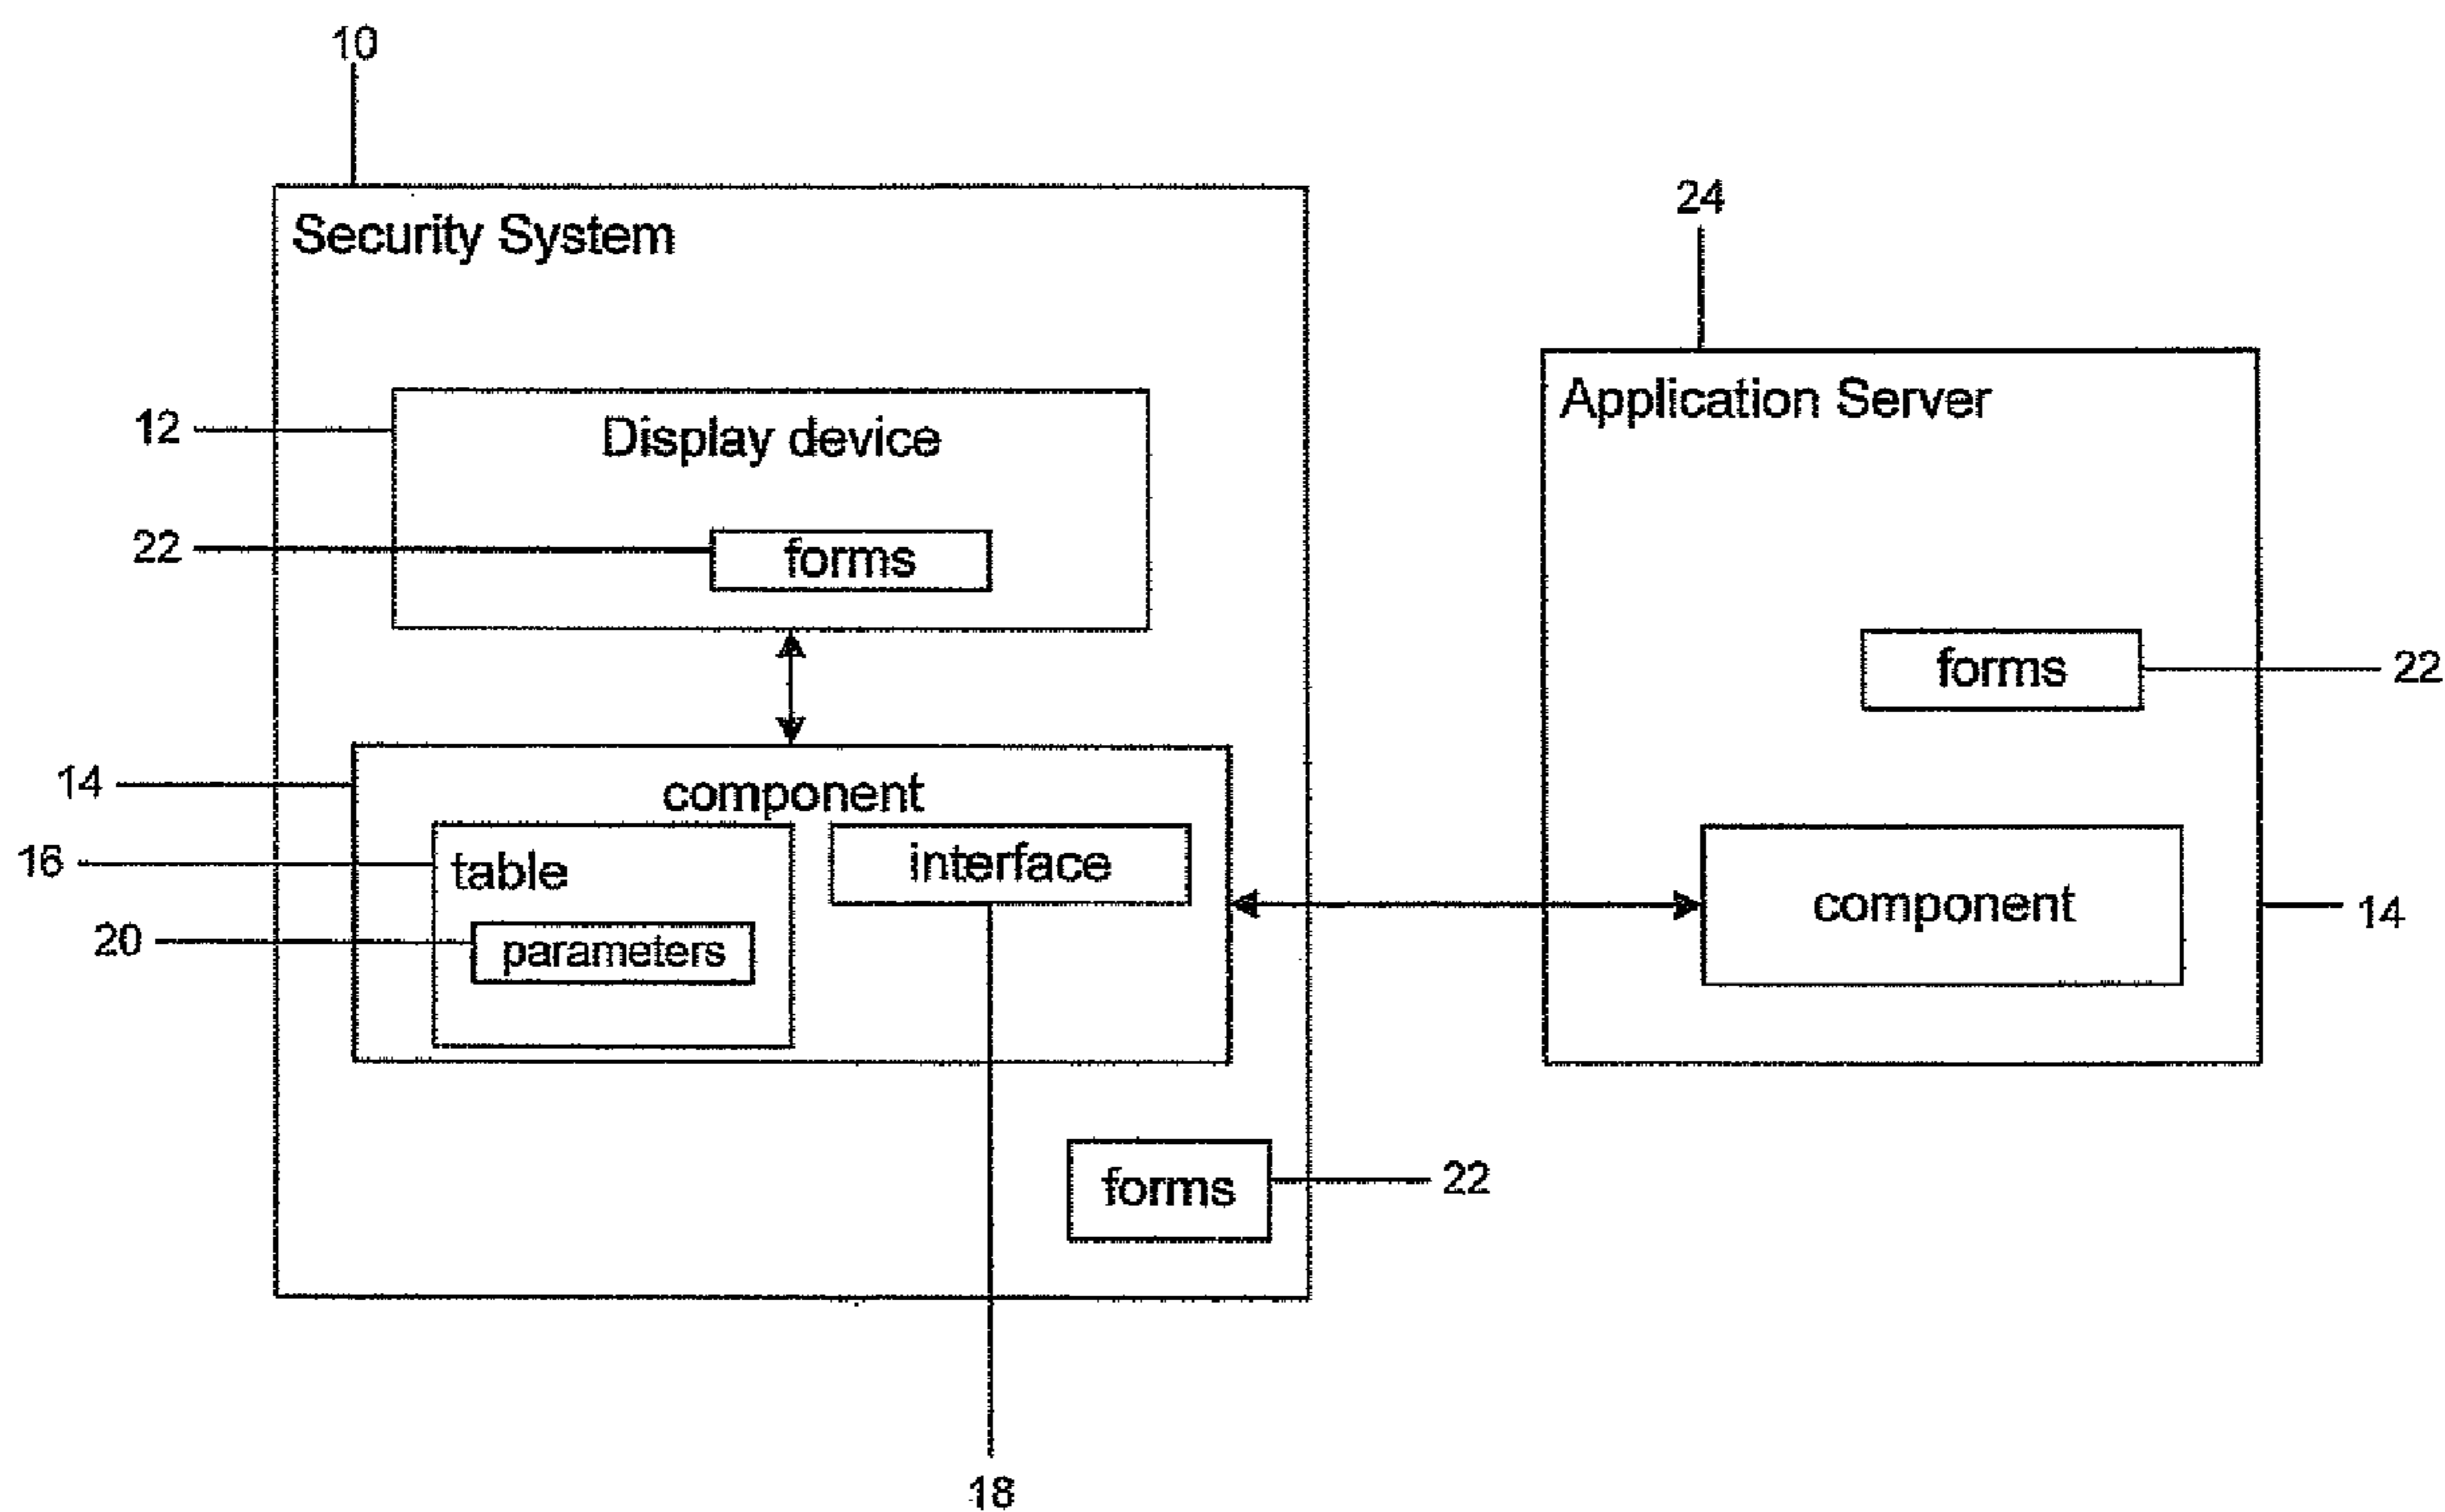 10
Security System
24
Application Server
12
Display device
22
forms
forms
22
14
component
16
table
interface
component
14
20
parameters
forms
22
18